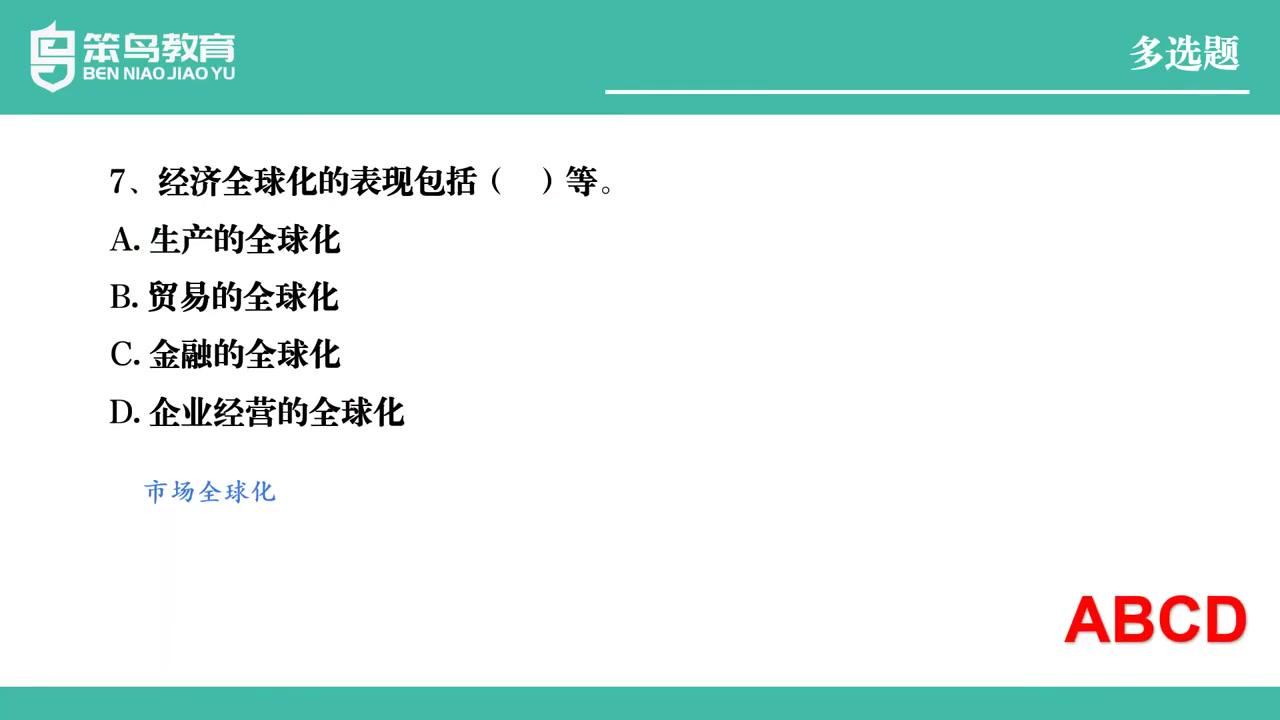 笨鸟教育
BEN NIAO JIAO YU
多选题
7、经济全球化的表现包括（ ）等。
A. 生产的全球化
B. 贸易的全球化
C. 金融的全球化
D. 企业经营的全球化
市场全球化
ABCD